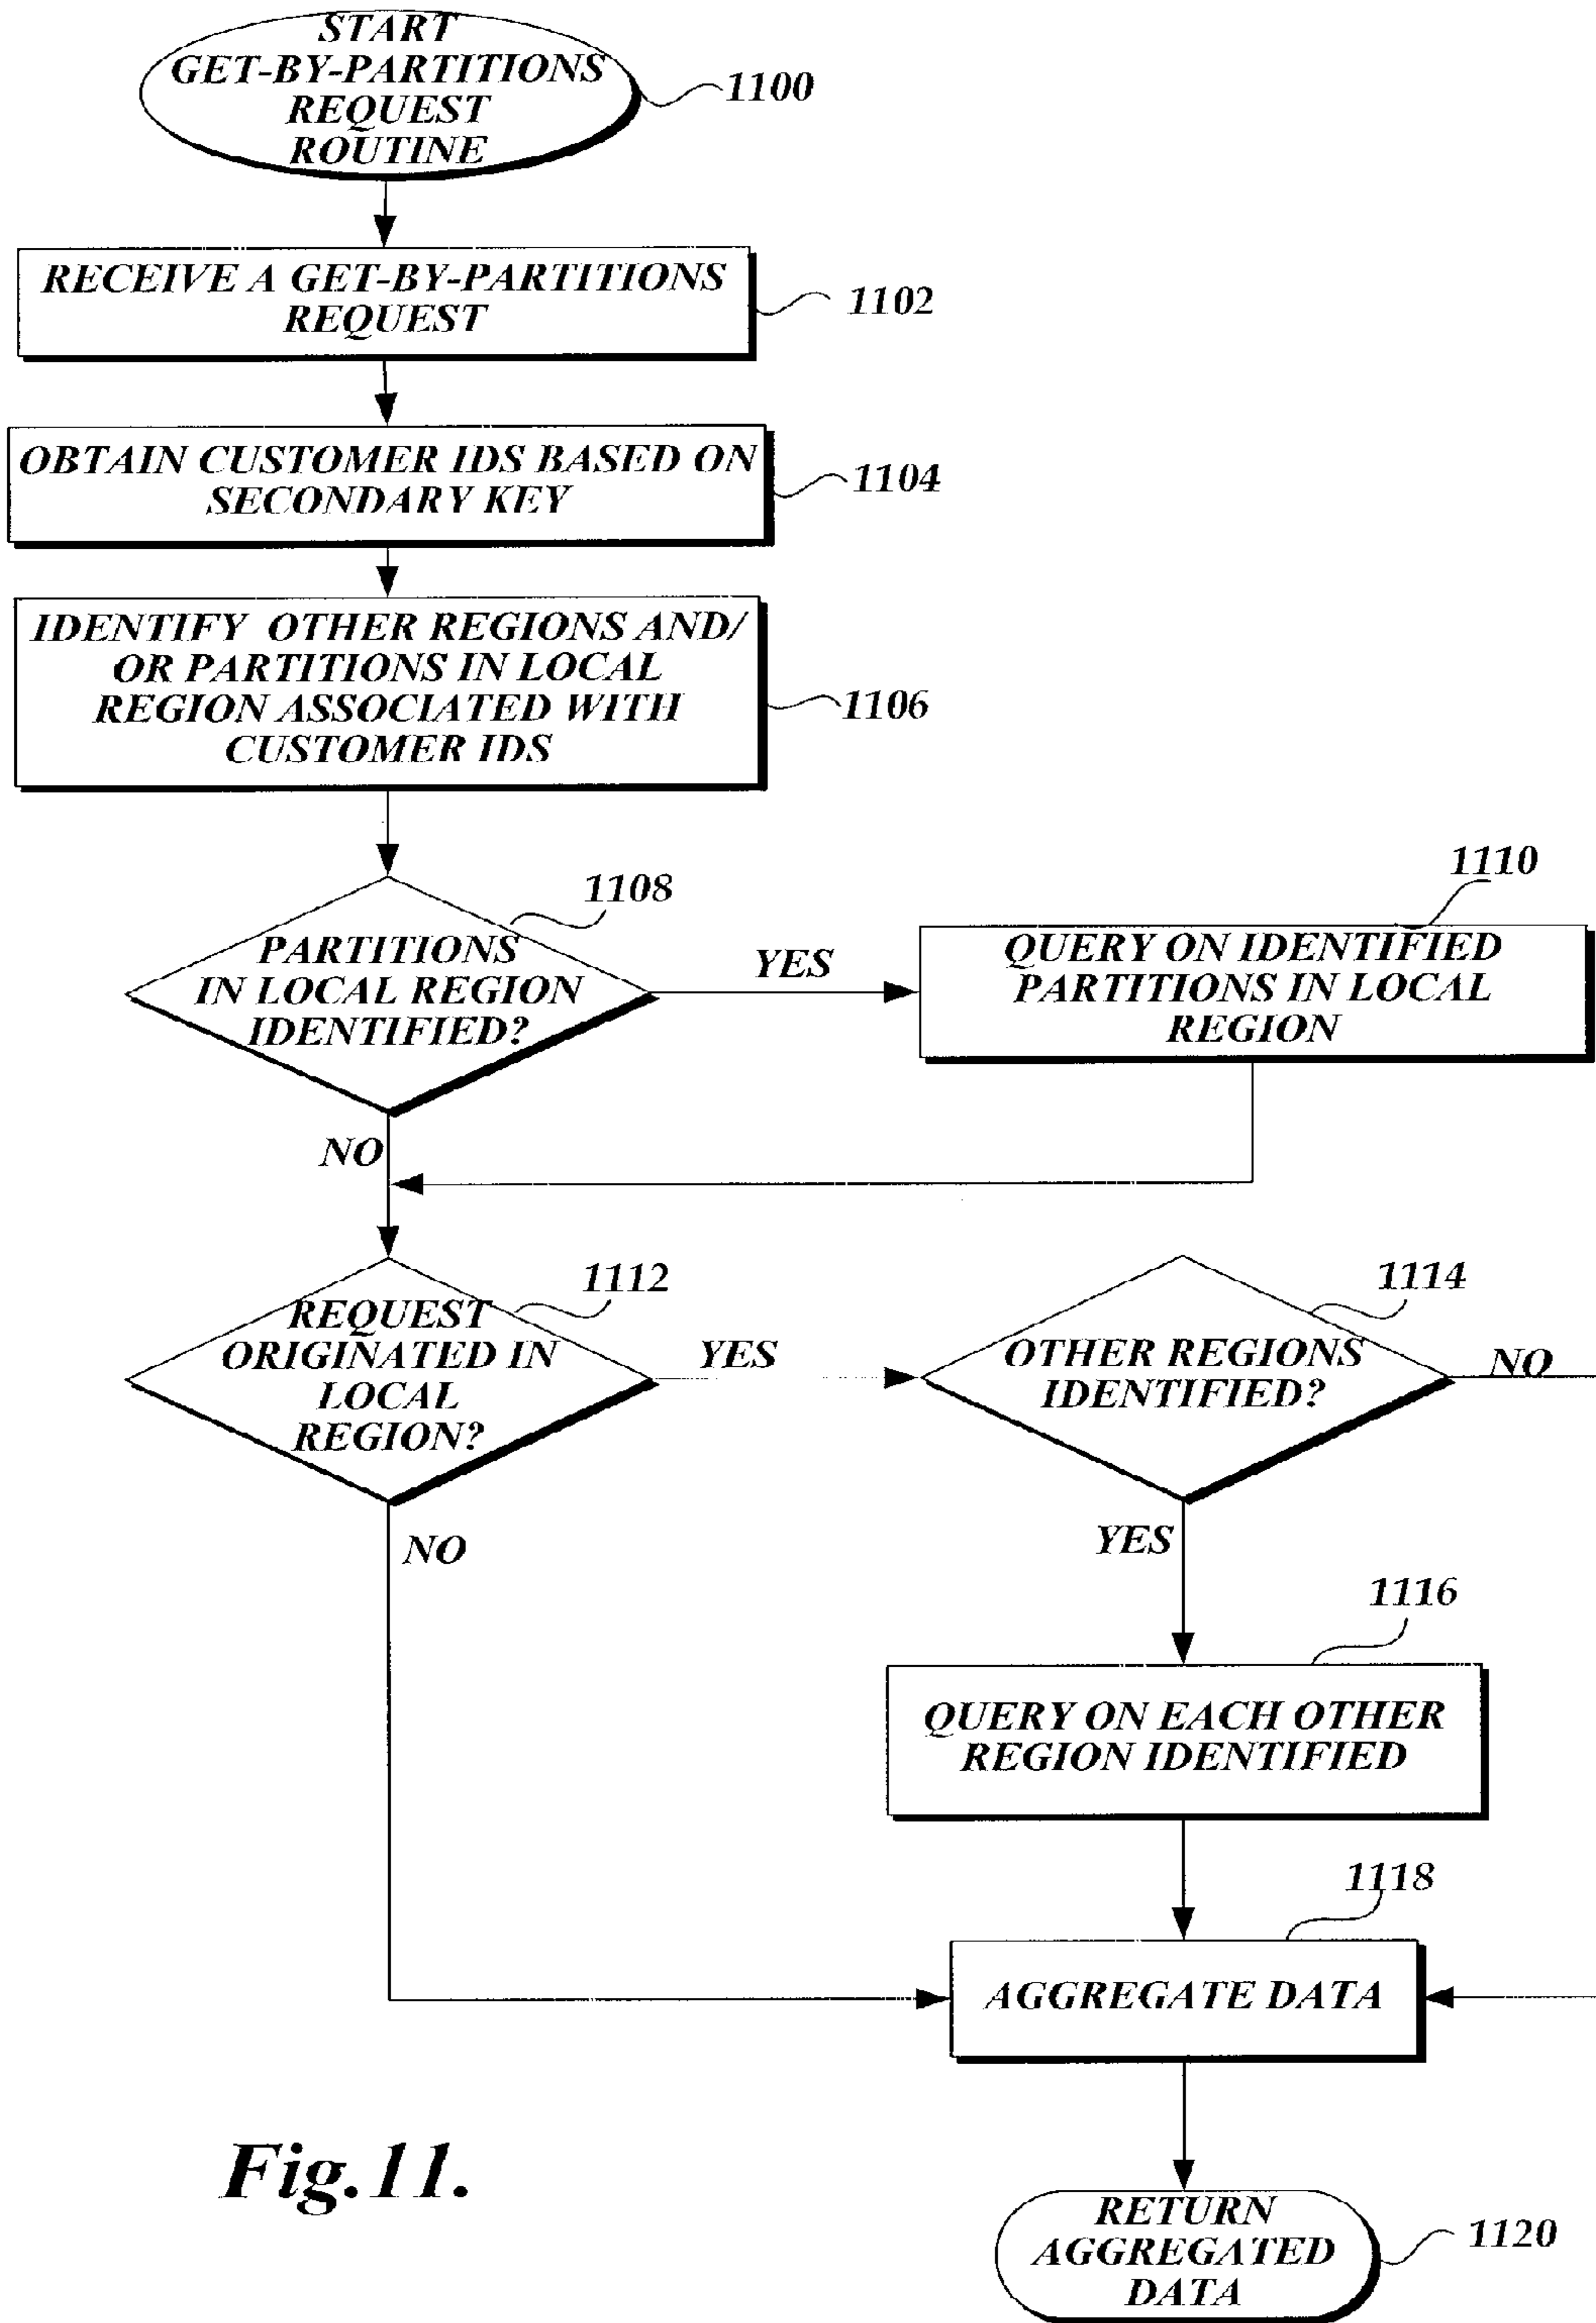 START
GET-BY-PARTITIONS
REQUEST
ROUTINE
1100
RECEIVE A GET-BY-PARTITIONS
REQUEST
1102
OBTAIN CUSTOMER IDS BASED ON
SECONDARY KEY
1104
IDENTIFY OTHER REGIONS AND/
OR PARTITIONS IN LOCAL
REGION ASSOCIATED WITH
CUSTOMER IDS
1106
1108
PARTITIONS
IN LOCAL REGION
IDENTIFIED?
YES
1110
QUERY ON IDENTIFIED
PARTITIONS IN LOCAL
REGION
NO
1112
REQUEST
ORIGINATED IN
LOCAL
REGION?
YES
1114
OTHER REGIONS
IDENTIFIED?
NO
NO
YES
1116
QUERY ON EACH OTHER
REGION IDENTIFIED
1118
AGGREGATE DATA
Fig.11.
RETURN
AGGREGATED
DATA
1120